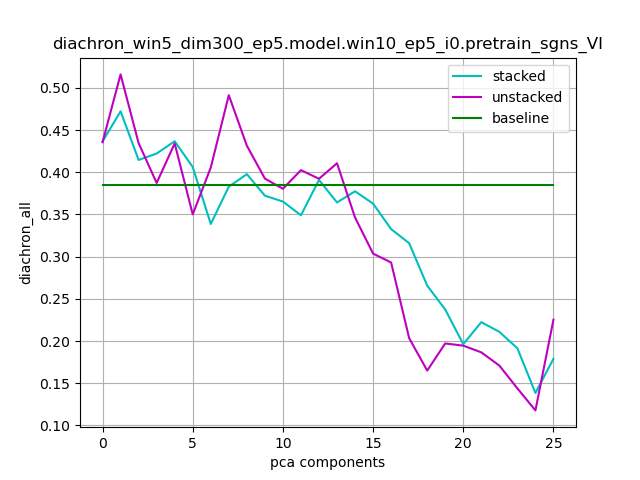 diachron_win5_dim300_ep5.model.win10_ep5_i0.pretrain_sgns_VI
stacked
unstacked
baseline
0.50
0.45
0.40
0.35
0.30
0.25
0.20
0.15
0.10
diachron_all
0 5 10 15 20 25
pca components